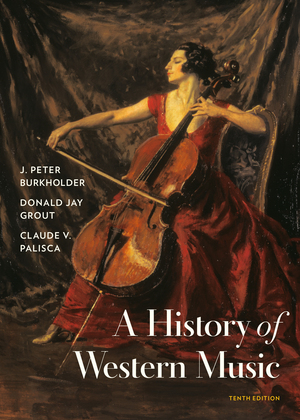 J. PETER
BURKHOLDER
DONALD JAY
GROUT
CLAUDE V.
PALISCA
A History of
Western Music
TENTH EDITION